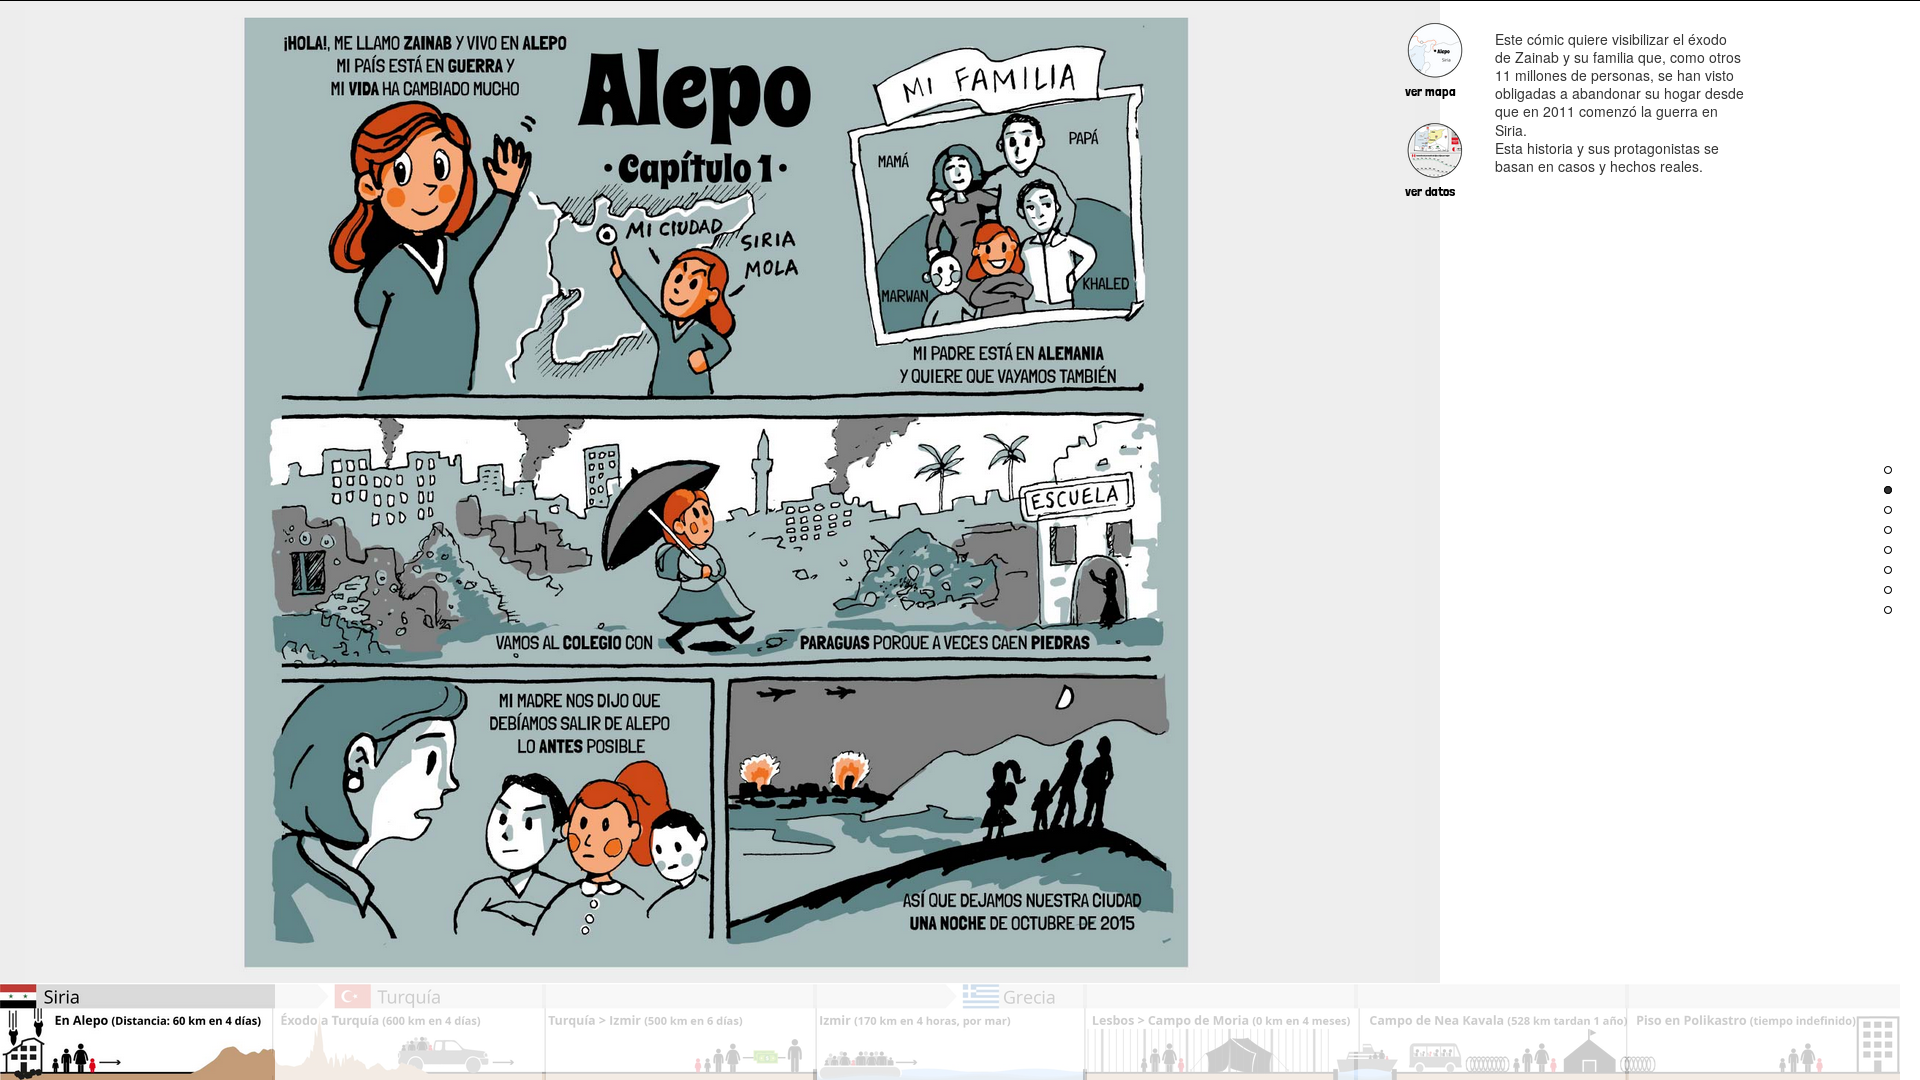 ¡HOLA!, ME LLAMO ZAINAB Y VIVO EN ALEPO
MI PAÍS ESTÁ EN GUERRA Y
MI VIDA HA CAMBIADO MUCHO
Alepo
· Capítulo 1 ·
MI CIUDAD
SIRIA
MOLA
MI FAMILIA
PAPÁ
MAMÁ
MARWAN
KHALED
MI PADRE ESTÁ EN ALEMANIA
Y QUIERE QUE VAYAMOS TAMBIÉN
ESCUELA
VAMOS AL COLEGIO CON
PARAGUAS PORQUE A VECES CAEN PIEDRAS
MI MADRE NOS DIJO QUE
DEBÍAMOS SALIR DE ALEPO
LO ANTES POSIBLE
ASÍ QUE DEJAMOS NUESTRA CIUDAD
UNA NOCHE DE OCTUBRE DE 2015
Alepo
Siria
ver mapa
ver datos
Este cómic quiere visibilizar el éxodo
de Zainab y su familia que, como otros
11 millones de personas, se han visto
obligadas a abandonar su hogar desde
que en 2011 comenzó la guerra en
Siria.
Esta historia y sus protagonistas se
basan en casos y hechos reales.
Siria
Turquía
Grecia
En Alepo (Distancia: 60 km en 4 días)
Éxodo a Turquía (600 km en 4 días)
Turquía > Izmir (500 km en 6 días)
Izmir (170 km en 4 horas, por mar)
Lesbos > Campo de Moria (0 km en 4 meses)
Campo de Nea Kavala (528 km tardan 1 año)
Piso en Polikastro (tiempo indefinido)